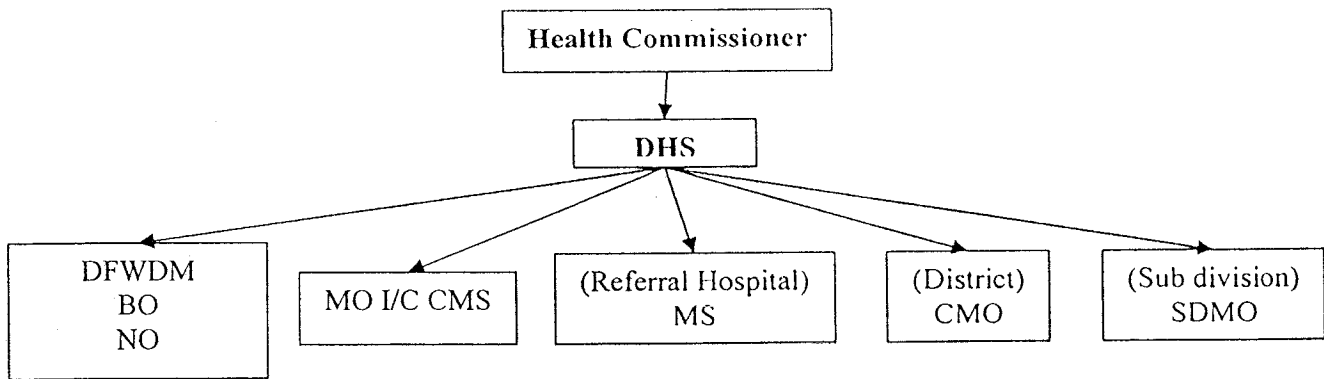 Health Commissioner
DHS
DFWDM
BO
NO
MO I/C CMS
(Referral Hospital)
MS
(District)
CMO
(Sub division)
SDMO